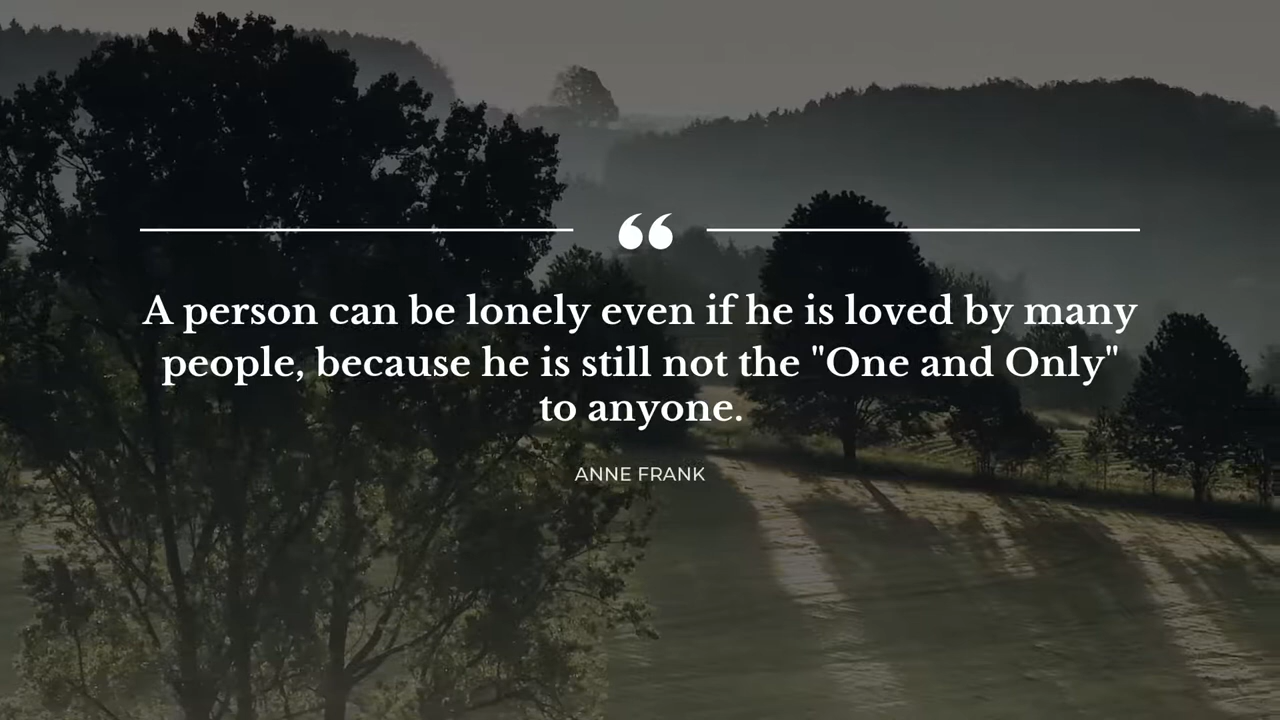 ❝
A person can be lonely even if he is loved by many
people, because he is still not the "One and Only"
to anyone.
ANNE FRANK